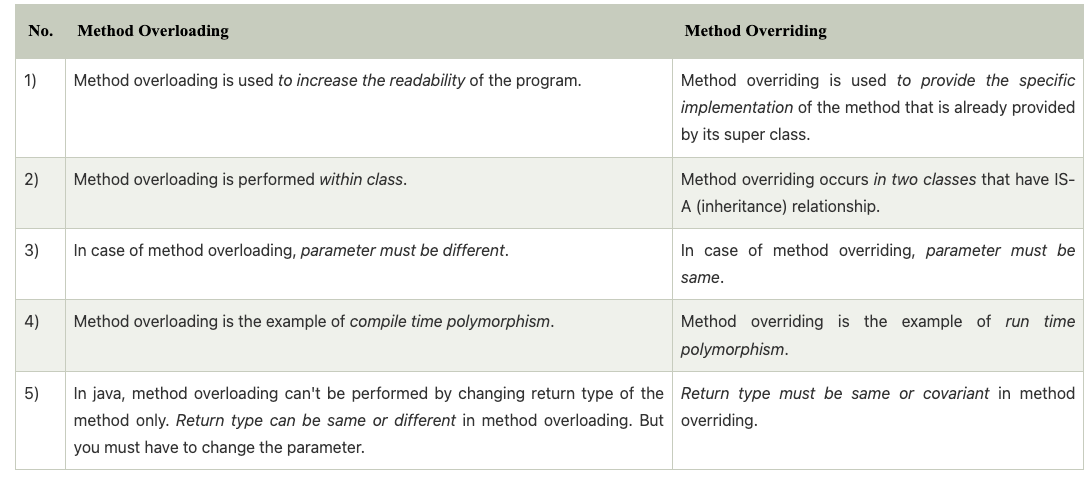 No. Method Overloading Method Overriding
1) Method overloading is used to increase the readability of the program. Method overriding is used to provide the specific
implementation of the method that is already provided
by its super class.
2) Method overloading is performed within class. Method overriding occurs in two classes that have IS-
A (inheritance) relationship.
3) In case of method overloading, parameter must be different. In case of method overriding, parameter must be
same.
4) Method overloading is the example of compile time polymorphism. Method overriding is the example of run time
polymorphism.
5) In java, method overloading can't be performed by changing return type of the
method only. Return type can be same or different in method overloading. But
you must have to change the parameter.
Return type must be same or covariant in method
overriding.